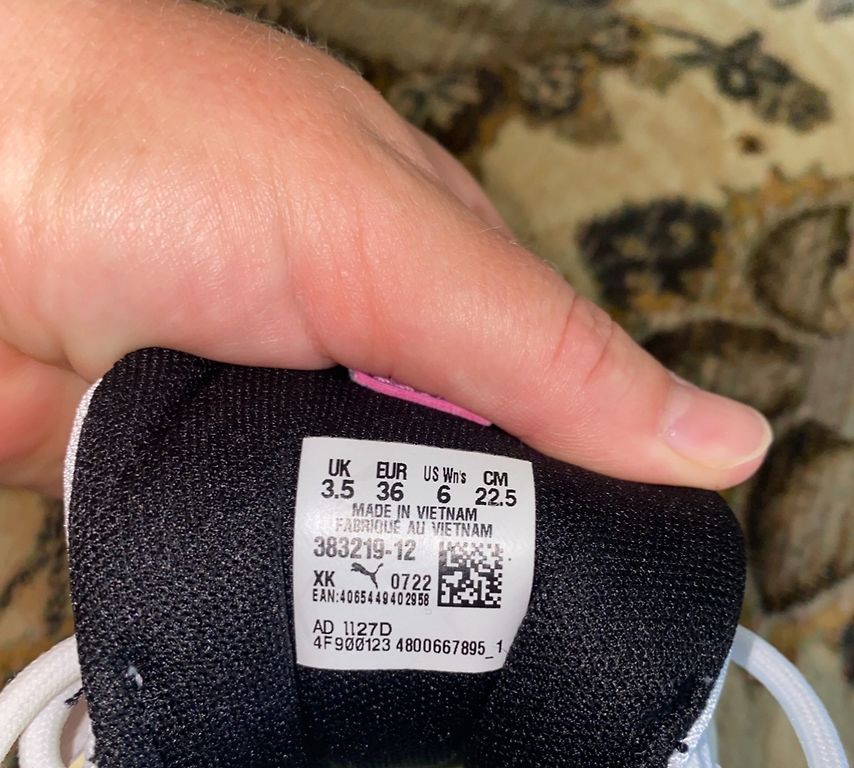 UK EUR US Wn's CM
3.5 36 6 22.5
MADE IN VIETNAM
FABRIQUE AU VIETNAM
383219-12
XK 0722
EAN:4065449402958
AD 1127D
4F900123 4800667895_1